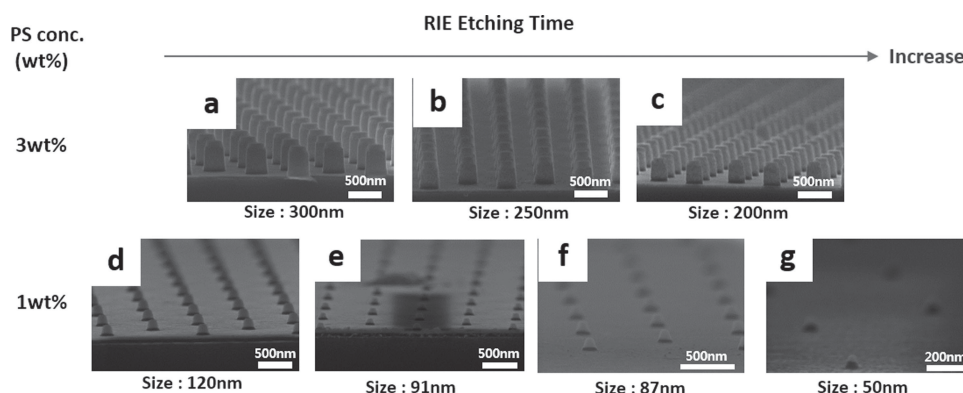 RIE Etching Time
PS conc.
(wt%)
Increase
3wt%
a
500nm
Size : 300nm
b
500nm
Size : 250nm
c
500nm
Size : 200nm
1wt%
d
500nm
Size : 120nm
e
500nm
Size : 91nm
f
500nm
Size : 87nm
g
200nm
Size : 50nm